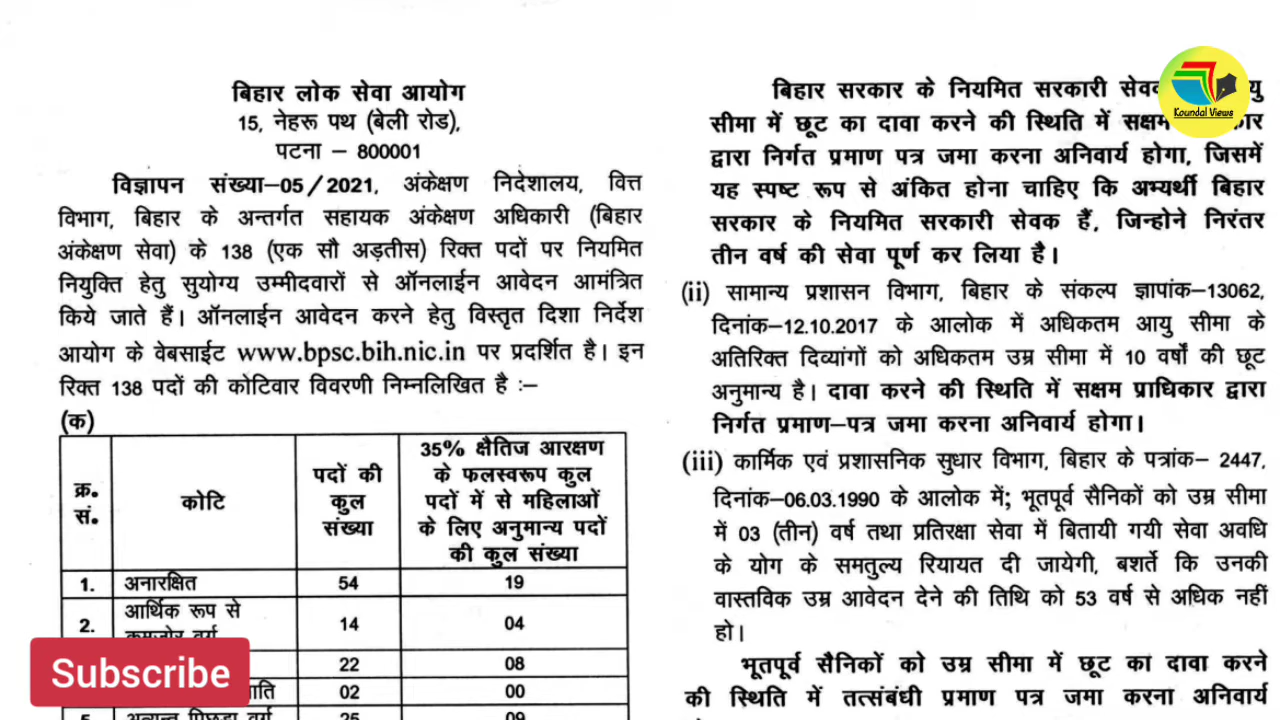 बिहार लोक सेवा आयोग
15, नेहरू पथ (बेली रोड),
पटना – 800001
विज्ञापन संख्या–05/2021, अंकेक्षण निदेशालय, वित्त
विभाग, बिहार के अन्तर्गत सहायक अंकेक्षण अधिकारी (बिहार
अंकेक्षण सेवा) के 138 (एक सौ अड़तीस) रिक्त पदों पर नियमित
नियुक्ति हेतु सुयोग्य उम्मीदवारों से ऑनलाईन आवेदन आमंत्रित
किये जाते हैं। ऑनलाईन आवेदन करने हेतु विस्तृत दिशा निर्देश
आयोग के वेबसाईट www.bpsc.bih.nic.in पर प्रदर्शित है। इन
रिक्त 138 पदों की कोटिवार विवरणी निम्नलिखित है :–
(क)
क्र. सं. कोटि पदों की कुल संख्या 35% क्षैतिज आरक्षण के फलस्वरूप कुल पदों में से महिलाओं के लिए अनुमान्य पदों की कुल संख्या
1. अनारक्षित 54 19
2. आर्थिक रूप से कमजोर वर्ग 14 04
22 08
02 00
5. अत्यन्त पिछड़ा वर्ग 25 09
Subscribe
बिहार सरकार के नियमित सरकारी
सीमा में छूट का दावा करने की स्थिति में सक्षम
द्वारा निर्गत प्रमाण पत्र जमा करना अनिवार्य होगा, जिसमें
यह स्पष्ट रूप से अंकित होना चाहिए कि अभ्यर्थी बिहार
सरकार के नियमित सरकारी सेवक हैं, जिन्होने निरंतर
तीन वर्ष की सेवा पूर्ण कर लिया है।
(ii) सामान्य प्रशासन विभाग, बिहार के संकल्प ज्ञापांक–13062,
दिनांक–12.10.2017 के आलोक में अधिकतम आयु सीमा के
अतिरिक्त दिव्यांगों को अधिकतम उम्र सीमा में 10 वर्षों की छूट
अनुमान्य है। दावा करने की स्थिति में सक्षम प्राधिकार द्वारा
निर्गत प्रमाण–पत्र जमा करना अनिवार्य होगा।
(iii) कार्मिक एवं प्रशासनिक सुधार विभाग, बिहार के पत्रांक– 2447,
दिनांक–06.03.1990 के आलोक में; भूतपूर्व सैनिकों को उम्र सीमा
में 03 (तीन) वर्ष तथा प्रतिरक्षा सेवा में बितायी गयी सेवा अवधि
के योग के समतुल्य रियायत दी जायेगी, बशर्ते कि उनकी
वास्तविक उम्र आवेदन देने की तिथि को 53 वर्ष से अधिक नहीं
हो।
भूतपूर्व सैनिकों को उम्र सीमा में छूट का दावा करने
की स्थिति में तत्संबंधी प्रमाण पत्र जमा करना अनिवार्य
Koundal Views